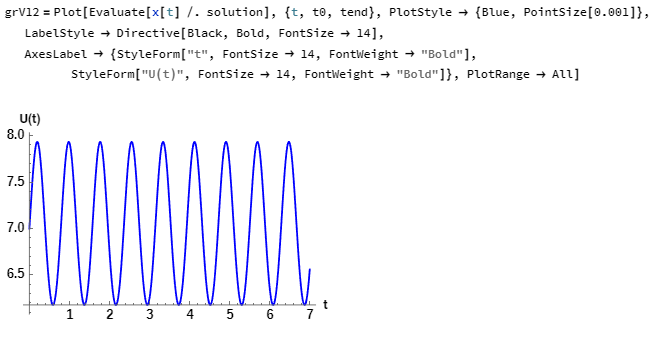 grV12 = Plot[Evaluate[x[t] /. solution], {t, t0, tend}, PlotStyle → {Blue, PointSize[0.001]},
LabelStyle → Directive[Black, Bold, FontSize → 14],
AxesLabel → {StyleForm["t", FontSize → 14, FontWeight → "Bold"],
StyleForm["U(t)", FontSize → 14, FontWeight → "Bold"]}, PlotRange → All]
U(t)
8.0
7.5
7.0
6.5
1 2 3 4 5 6 7 t